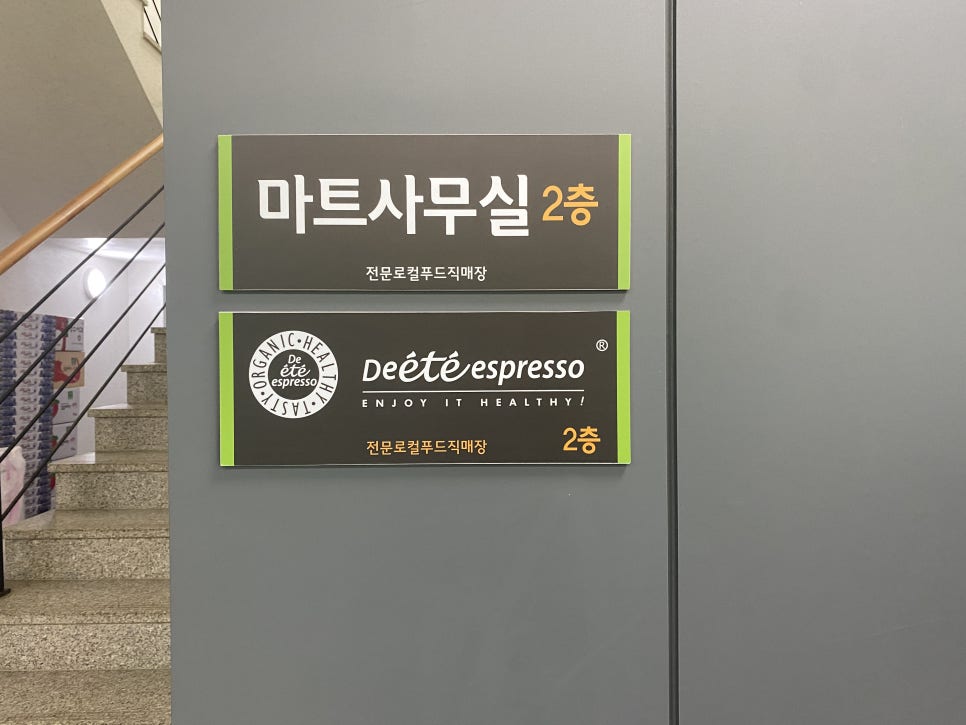 마트사무실 2층
전문로컬푸드직매장
ORGANIC·HEALTHY·TASTY·
De
été
espresso
Deété espresso ®
ENJOY IT HEALTHY!
2층
전문로컬푸드직매장